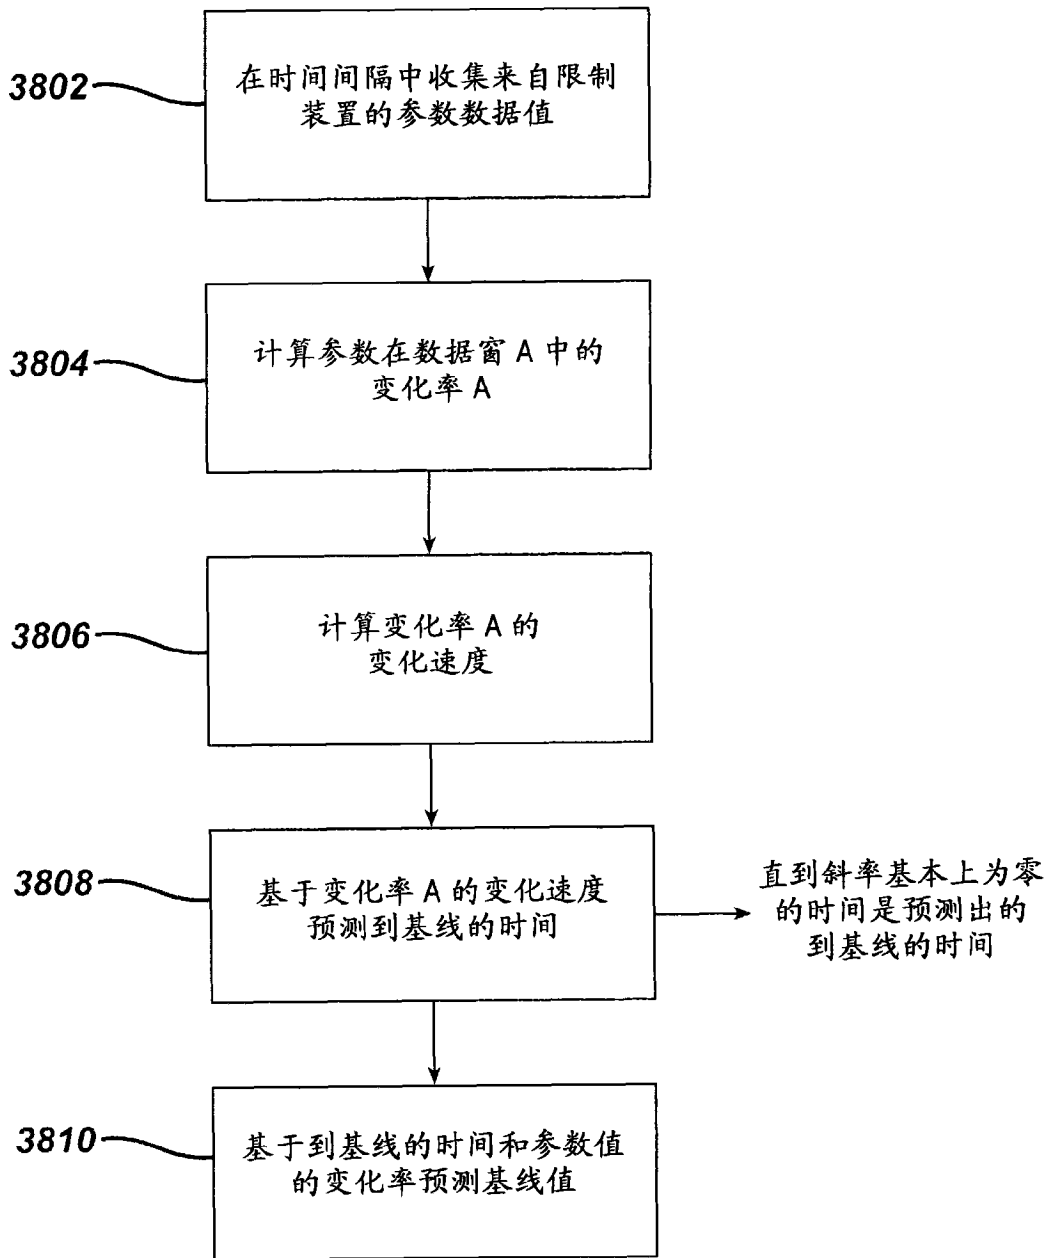 3802
在时间间隔中收集来自限制
装置的参数数据值
3804
计算参数在数据窗 A 中的
变化率 A
3806
计算变化率 A 的
变化速度
3808
基于变化率 A 的变化速度
预测到基线的时间
直到斜率基本上为零
的时间是预测出的
到基线的时间
3810
基于到基线的时间和参数值
的变化率预测基线值